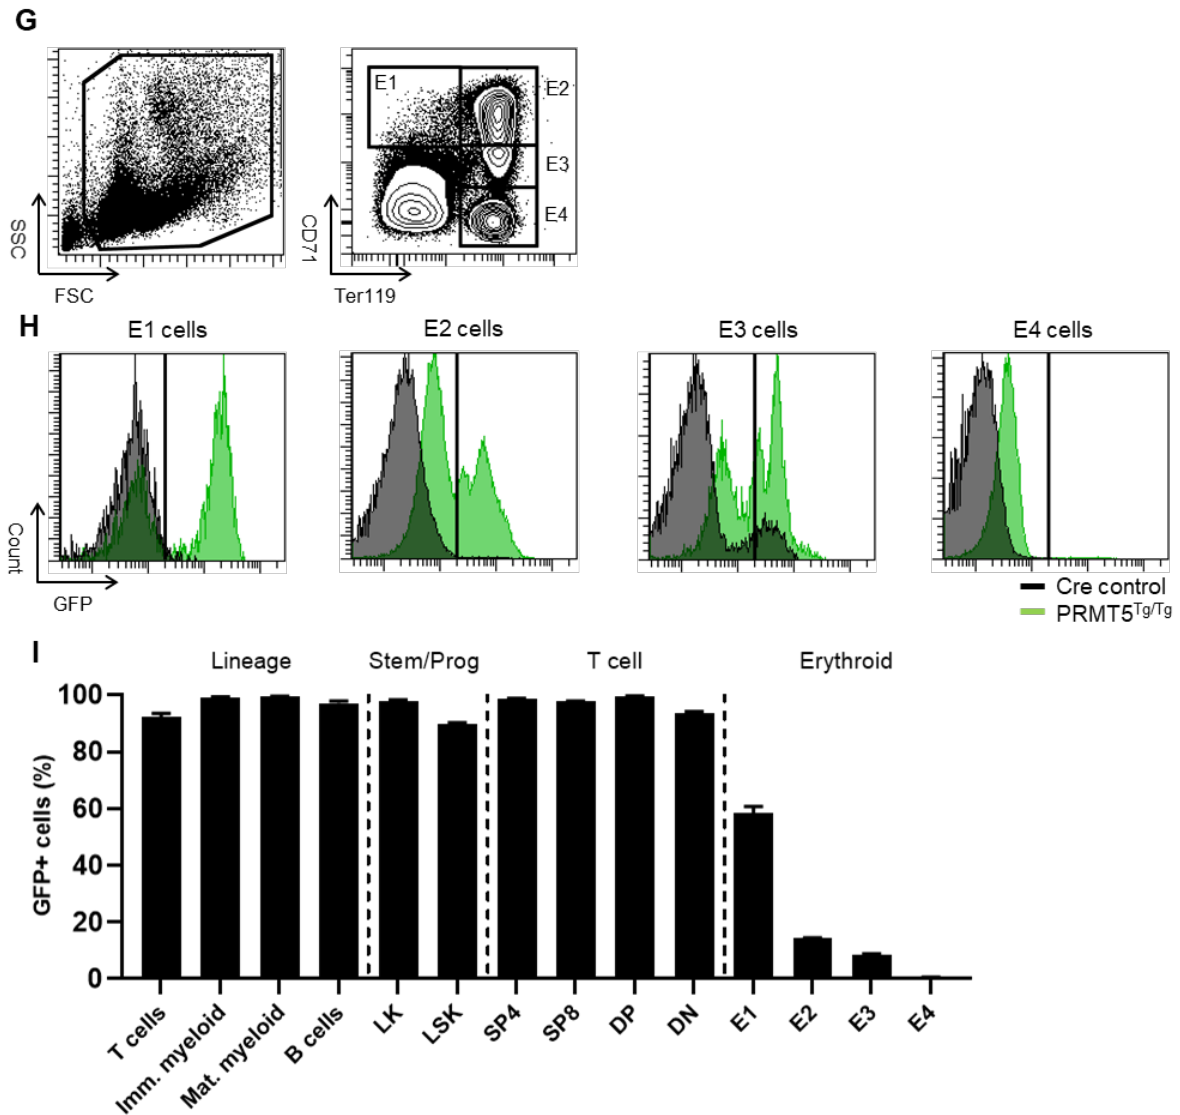 G
E1
E2
E3
E4
SSC
FSC
CD71
Ter119
H
E1 cells
E2 cells
E3 cells
E4 cells
Count
GFP
Cre control
PRMT5Tg/Tg
I
Lineage
Stem/Prog
T cell
Erythroid
GFP+ cells (%)
100
80
60
40
20
0
T cells
Imm. myeloid
Mat. myeloid
B cells
LK
LSK
SP4
SP8
DP
DN
E1
E2
E3
E4